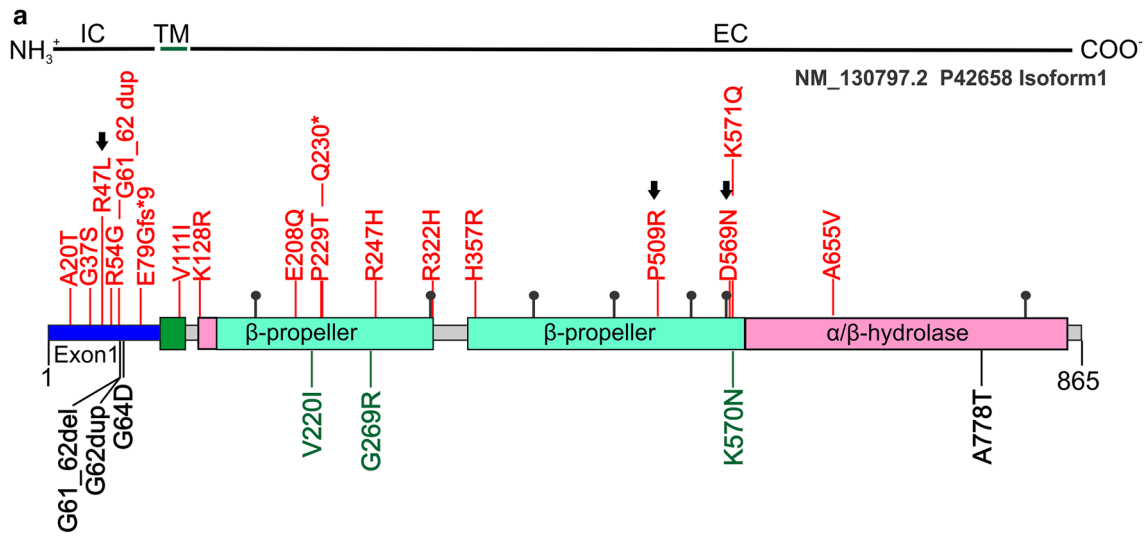 a
IC TM EC
NH3+ COO-
NM_130797.2 P42658 Isoform1
A20T
G37S
R47L
R54G
G61_62 dup
E79Gfs*9
V111I
K128R
E208Q
P229T
Q230*
R247H
R322H
H357R
P509R
D569N
K571Q
A655V
β-propeller β-propeller α/β-hydrolase
Exon1
1 865
G61_62del
G62dup
G64D
V220I
G269R
K570N
A778T